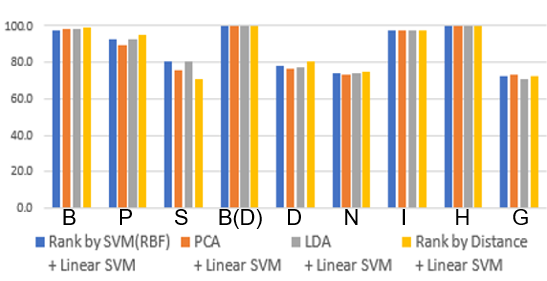 100.0
80.0
60.0
40.0
20.0
0.0
B P S B(D) D N I H G
Rank by SVM(RBF) + Linear SVM
PCA + Linear SVM
LDA + Linear SVM
Rank by Distance + Linear SVM